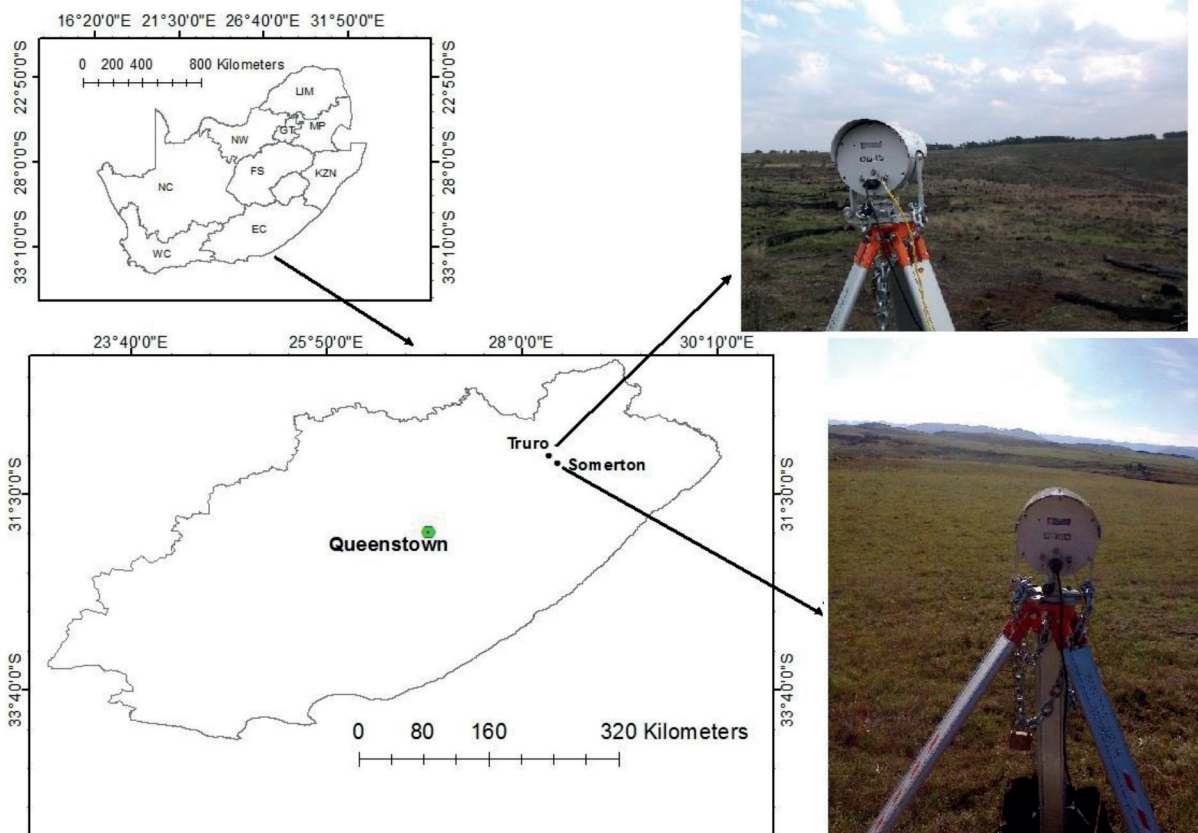 16°20'0"E 21°30'0"E 26°40'0"E 31°50'0"E
22°50'0"S
28°0'0"S
33°10'0"S
22°50'0"S
28°0'0"S
33°10'0"S
0 200 400 800 Kilometers
LIM
NW
GT
MP
NC
FS
KZN
EC
WC
23°40'0"E 25°50'0"E 28°0'0"E 30°10'0"E
31°30'0"S
33°40'0"S
31°30'0"S
33°40'0"S
Truro
Somerton
Queenstown
0 80 160 320 Kilometers